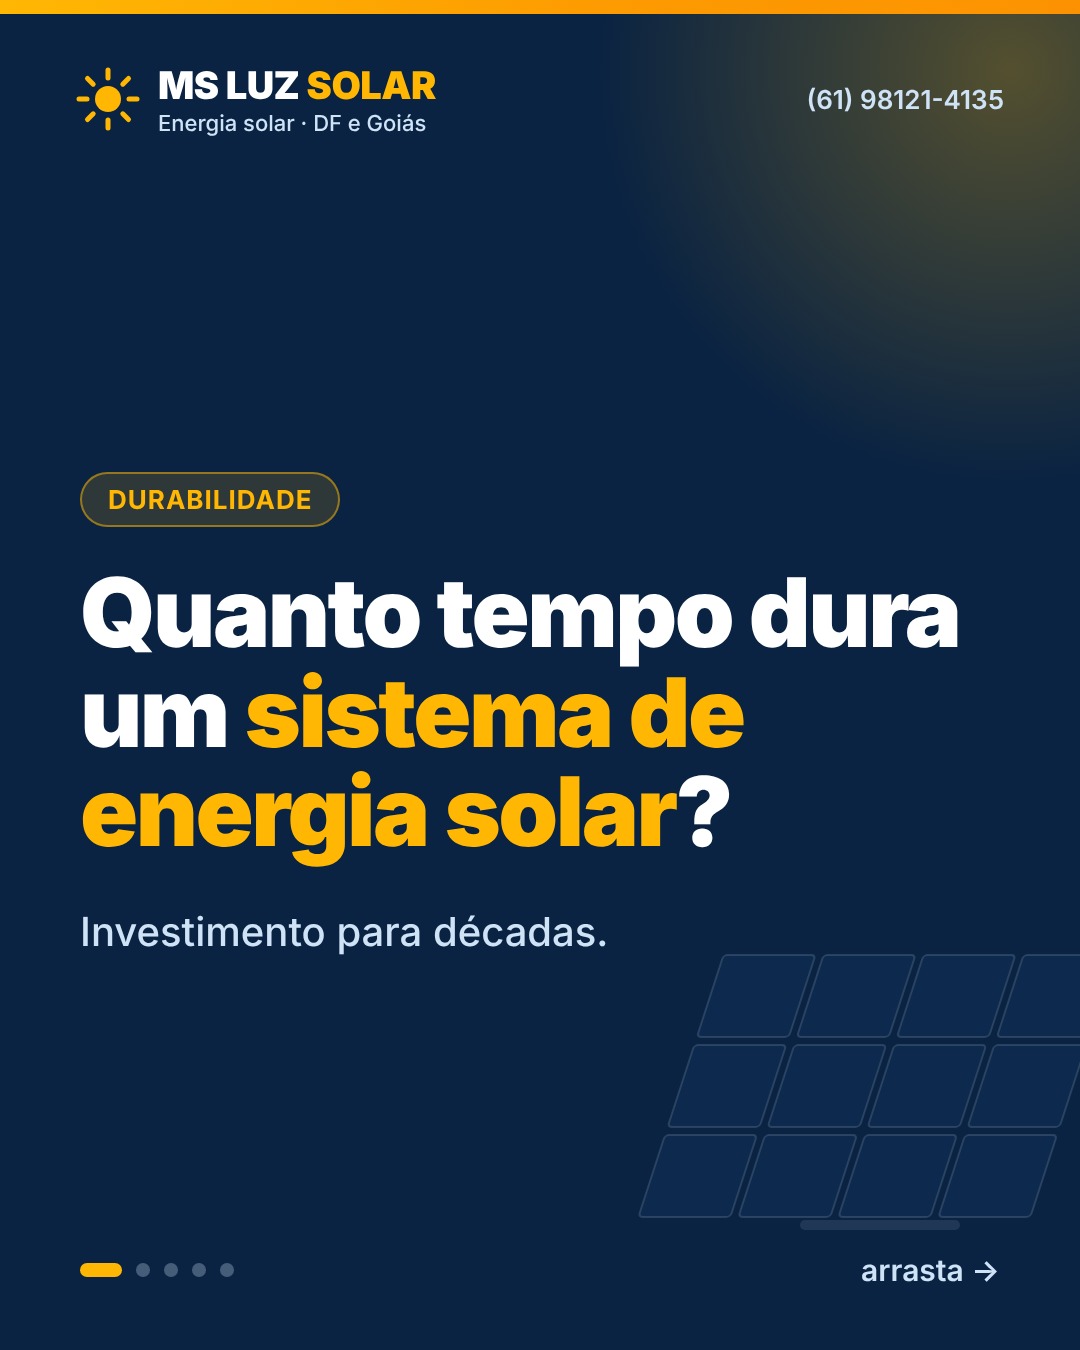 MS LUZ SOLAR
Energia solar · DF e Goiás
(61) 98121-4135
DURABILIDADE
Quanto tempo dura
um sistema de
energia solar?
Investimento para décadas.
arrasta →